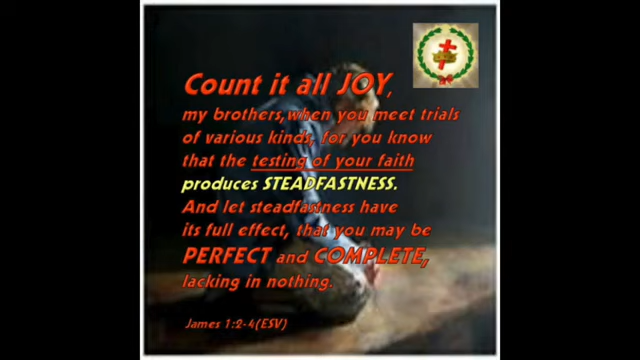 Count it all JOY,
my brothers,when you meet trials
of various kinds, for you know
that the testing of your faith
produces STEADFASTNESS.
And let steadfastness have
its full effect, that you may be
PERFECT and COMPLETE,
lacking in nothing.
James 1:2-4(ESV)